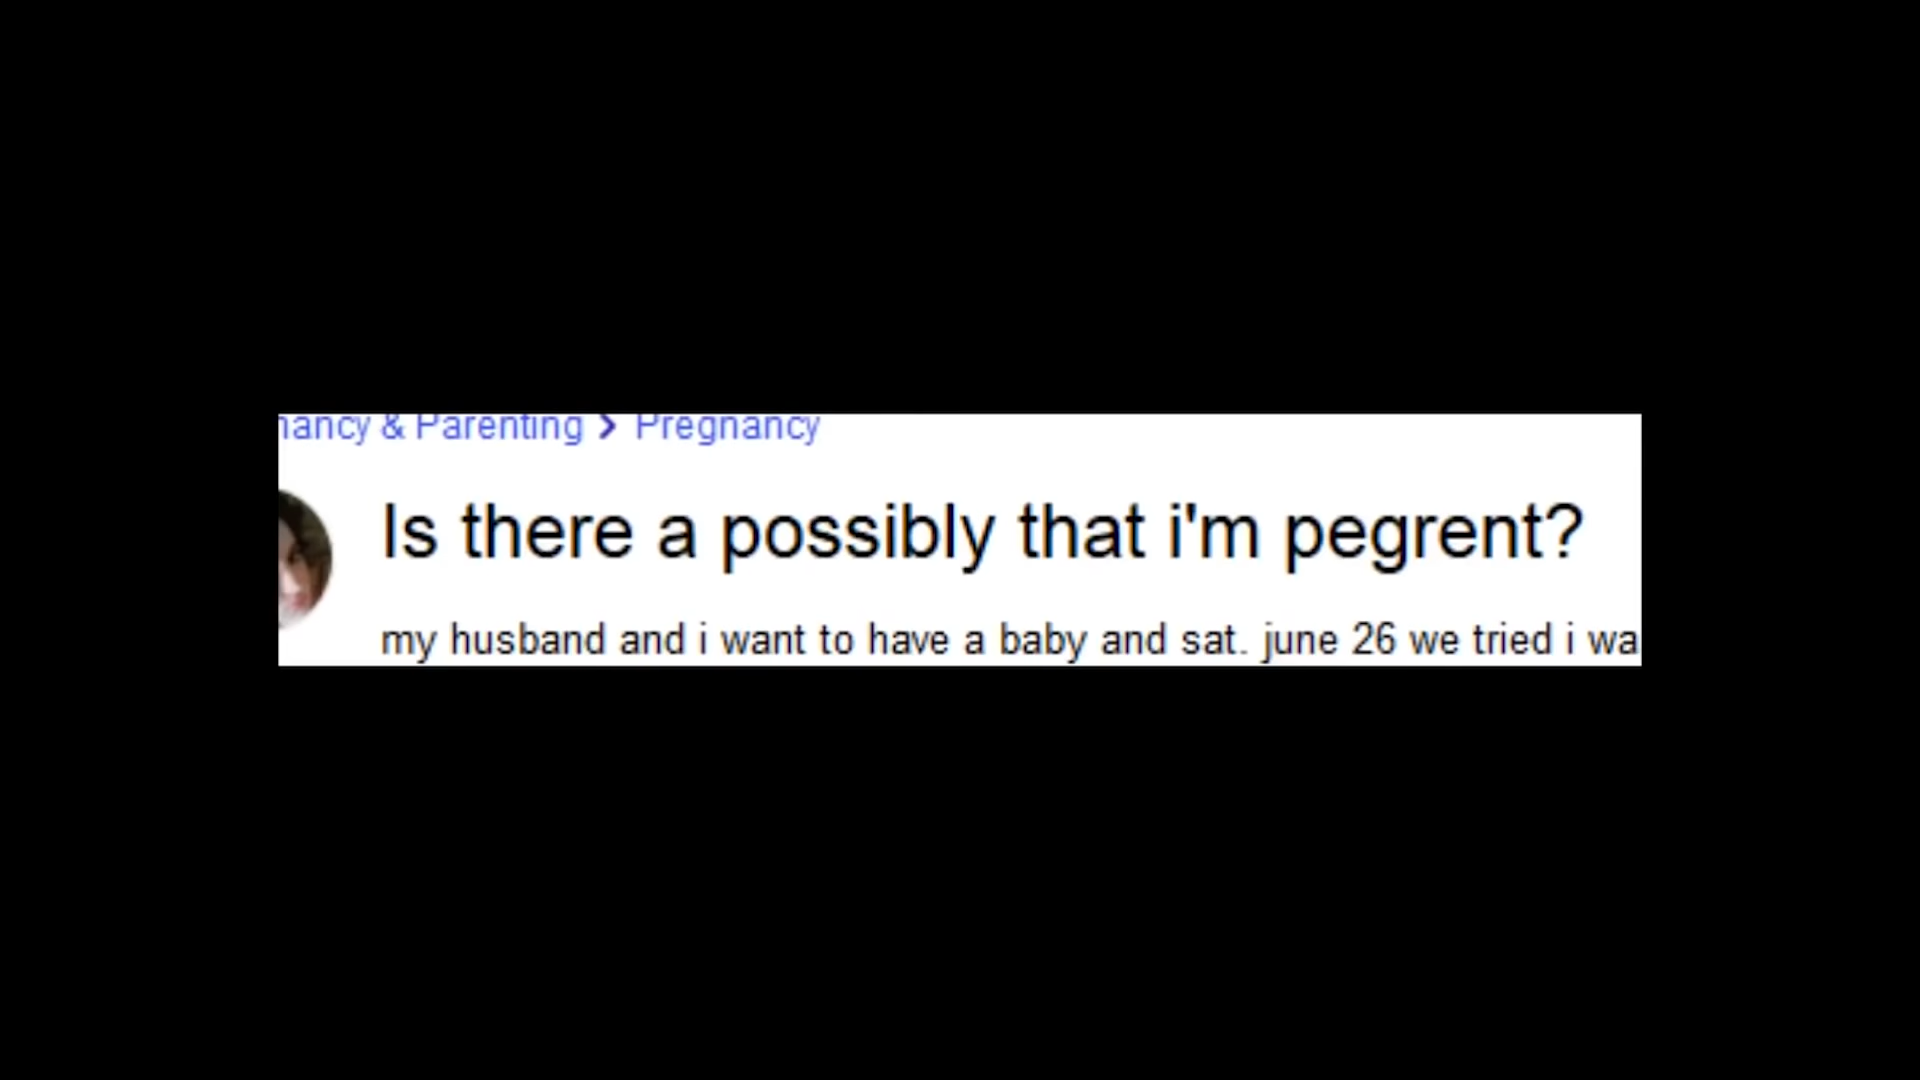 nancy & Parenting > Pregnancy
Is there a possibly that i'm pegrent?
my husband and i want to have a baby and sat. june 26 we tried i wa